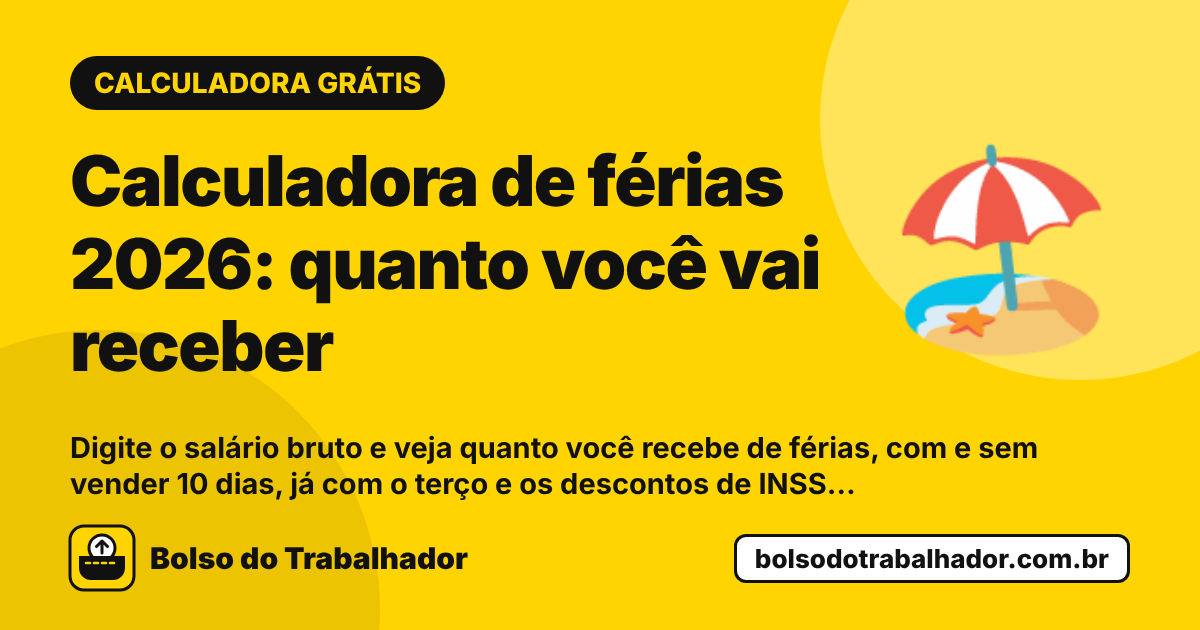 CALCULADORA GRÁTIS
Calculadora de férias
2026: quanto você vai
receber
Digite o salário bruto e veja quanto você recebe de férias, com e sem
vender 10 dias, já com o terço e os descontos de INSS...
Bolso do Trabalhador
bolsodotrabalhador.com.br